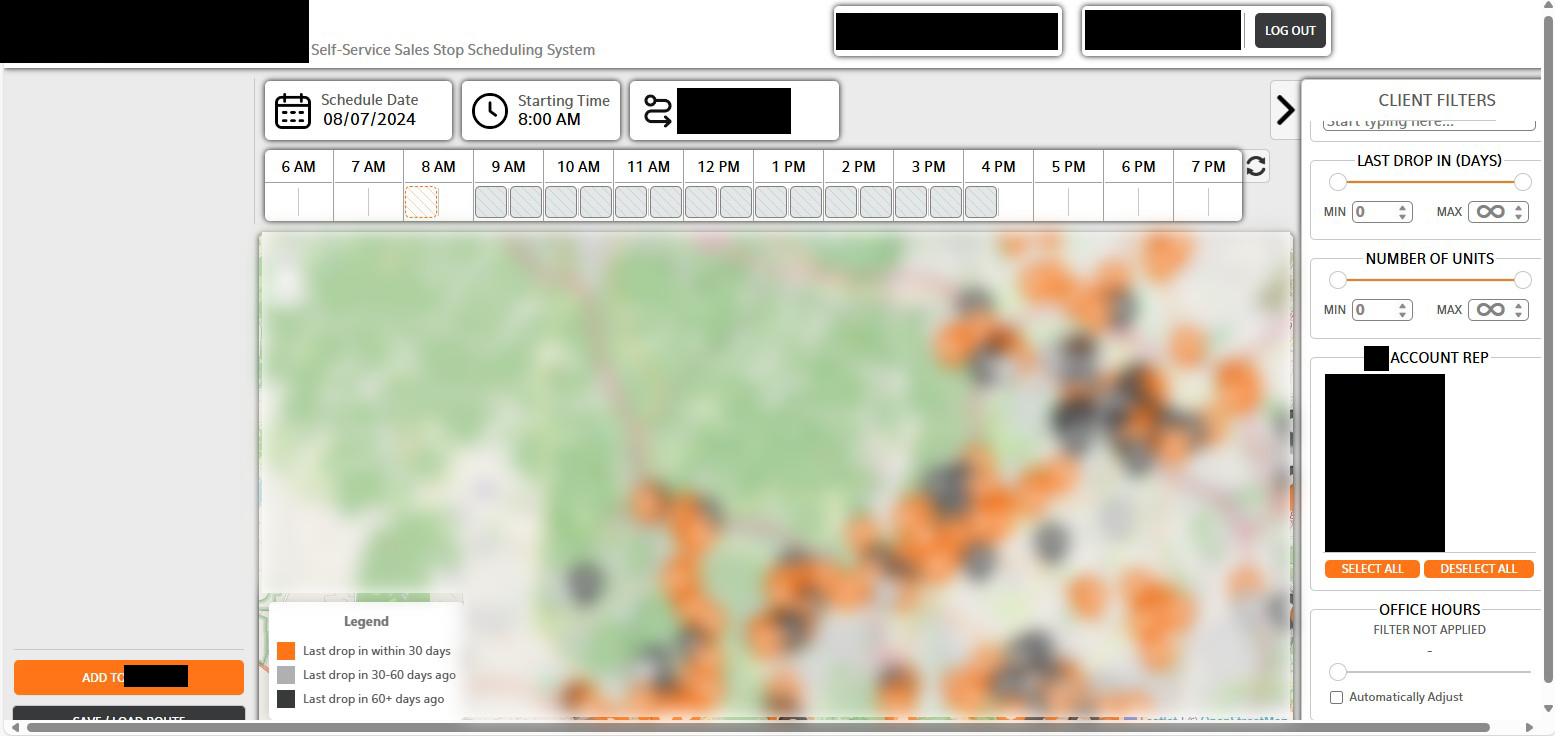 Self-Service Sales Stop Scheduling System
LOG OUT
Schedule Date
08/07/2024
Starting Time
8:00 AM
6 AM 7 AM 8 AM 9 AM 10 AM 11 AM 12 PM 1 PM 2 PM 3 PM 4 PM 5 PM 6 PM 7 PM
Legend
Last drop in within 30 days
Last drop in 30-60 days ago
Last drop in 60+ days ago
ADD TO
SAVE / LOAD ROUTE
CLIENT FILTERS
Start typing here...
LAST DROP IN (DAYS)
MIN 0 MAX ∞
NUMBER OF UNITS
MIN 0 MAX ∞
ACCOUNT REP
SELECT ALL DESELECT ALL
OFFICE HOURS
FILTER NOT APPLIED
-
Automatically Adjust
Leaflet | © OpenStreetMap